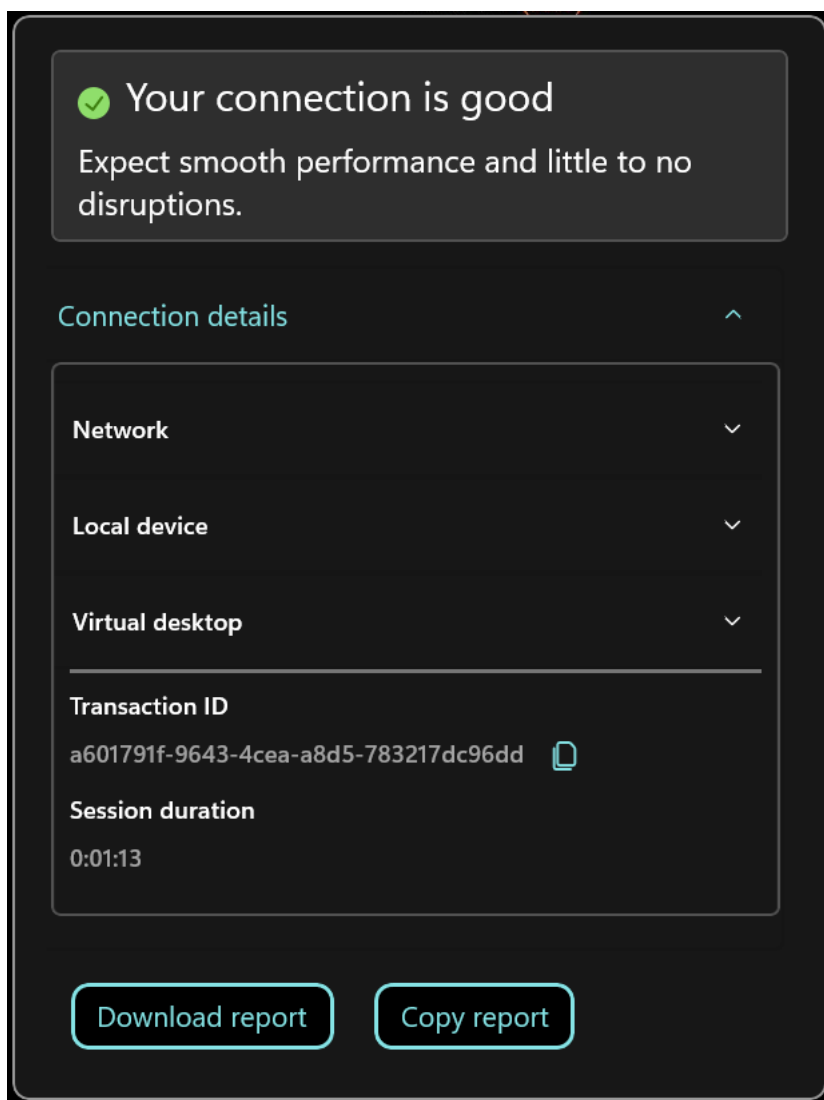 Your connection is good
Expect smooth performance and little to no
disruptions.
Connection details
Network
Local device
Virtual desktop
Transaction ID
a601791f-9643-4cea-a8d5-783217dc96dd
Session duration
0:01:13
Download report
Copy report